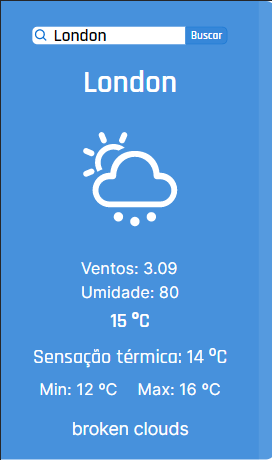 London Buscar
London
Ventos: 3.09
Umidade: 80
15 ºC
Sensação térmica: 14 ºC
Min: 12 ºC Max: 16 ºC
broken clouds